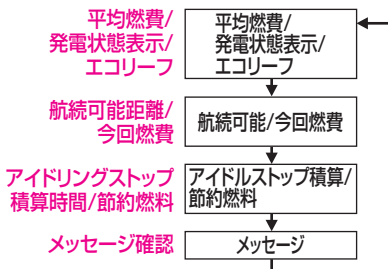 平均燃費/
発電状態表示/
エコリーフ
平均燃費/
発電状態表示/
エコリーフ
航続可能距離/
今回燃費
航続可能/今回燃費
アイドリングストップ
積算時間/節約燃料
アイドルストップ積算/
節約燃料
メッセージ確認
メッセージ